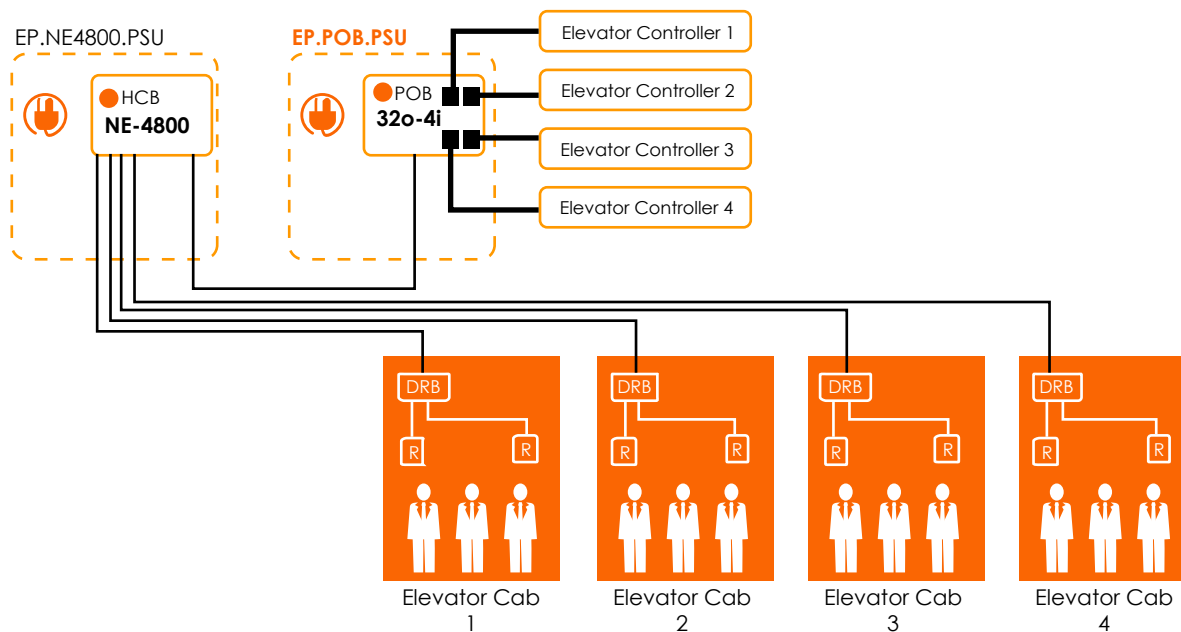 EP.NE4800.PSU
HCB
NE-4800
EP.POB.PSU
POB
32o-4i
Elevator Controller 1
Elevator Controller 2
Elevator Controller 3
Elevator Controller 4
DRB
R
R
Elevator Cab
1
DRB
R
R
Elevator Cab
2
DRB
R
R
Elevator Cab
3
DRB
R
R
Elevator Cab
4